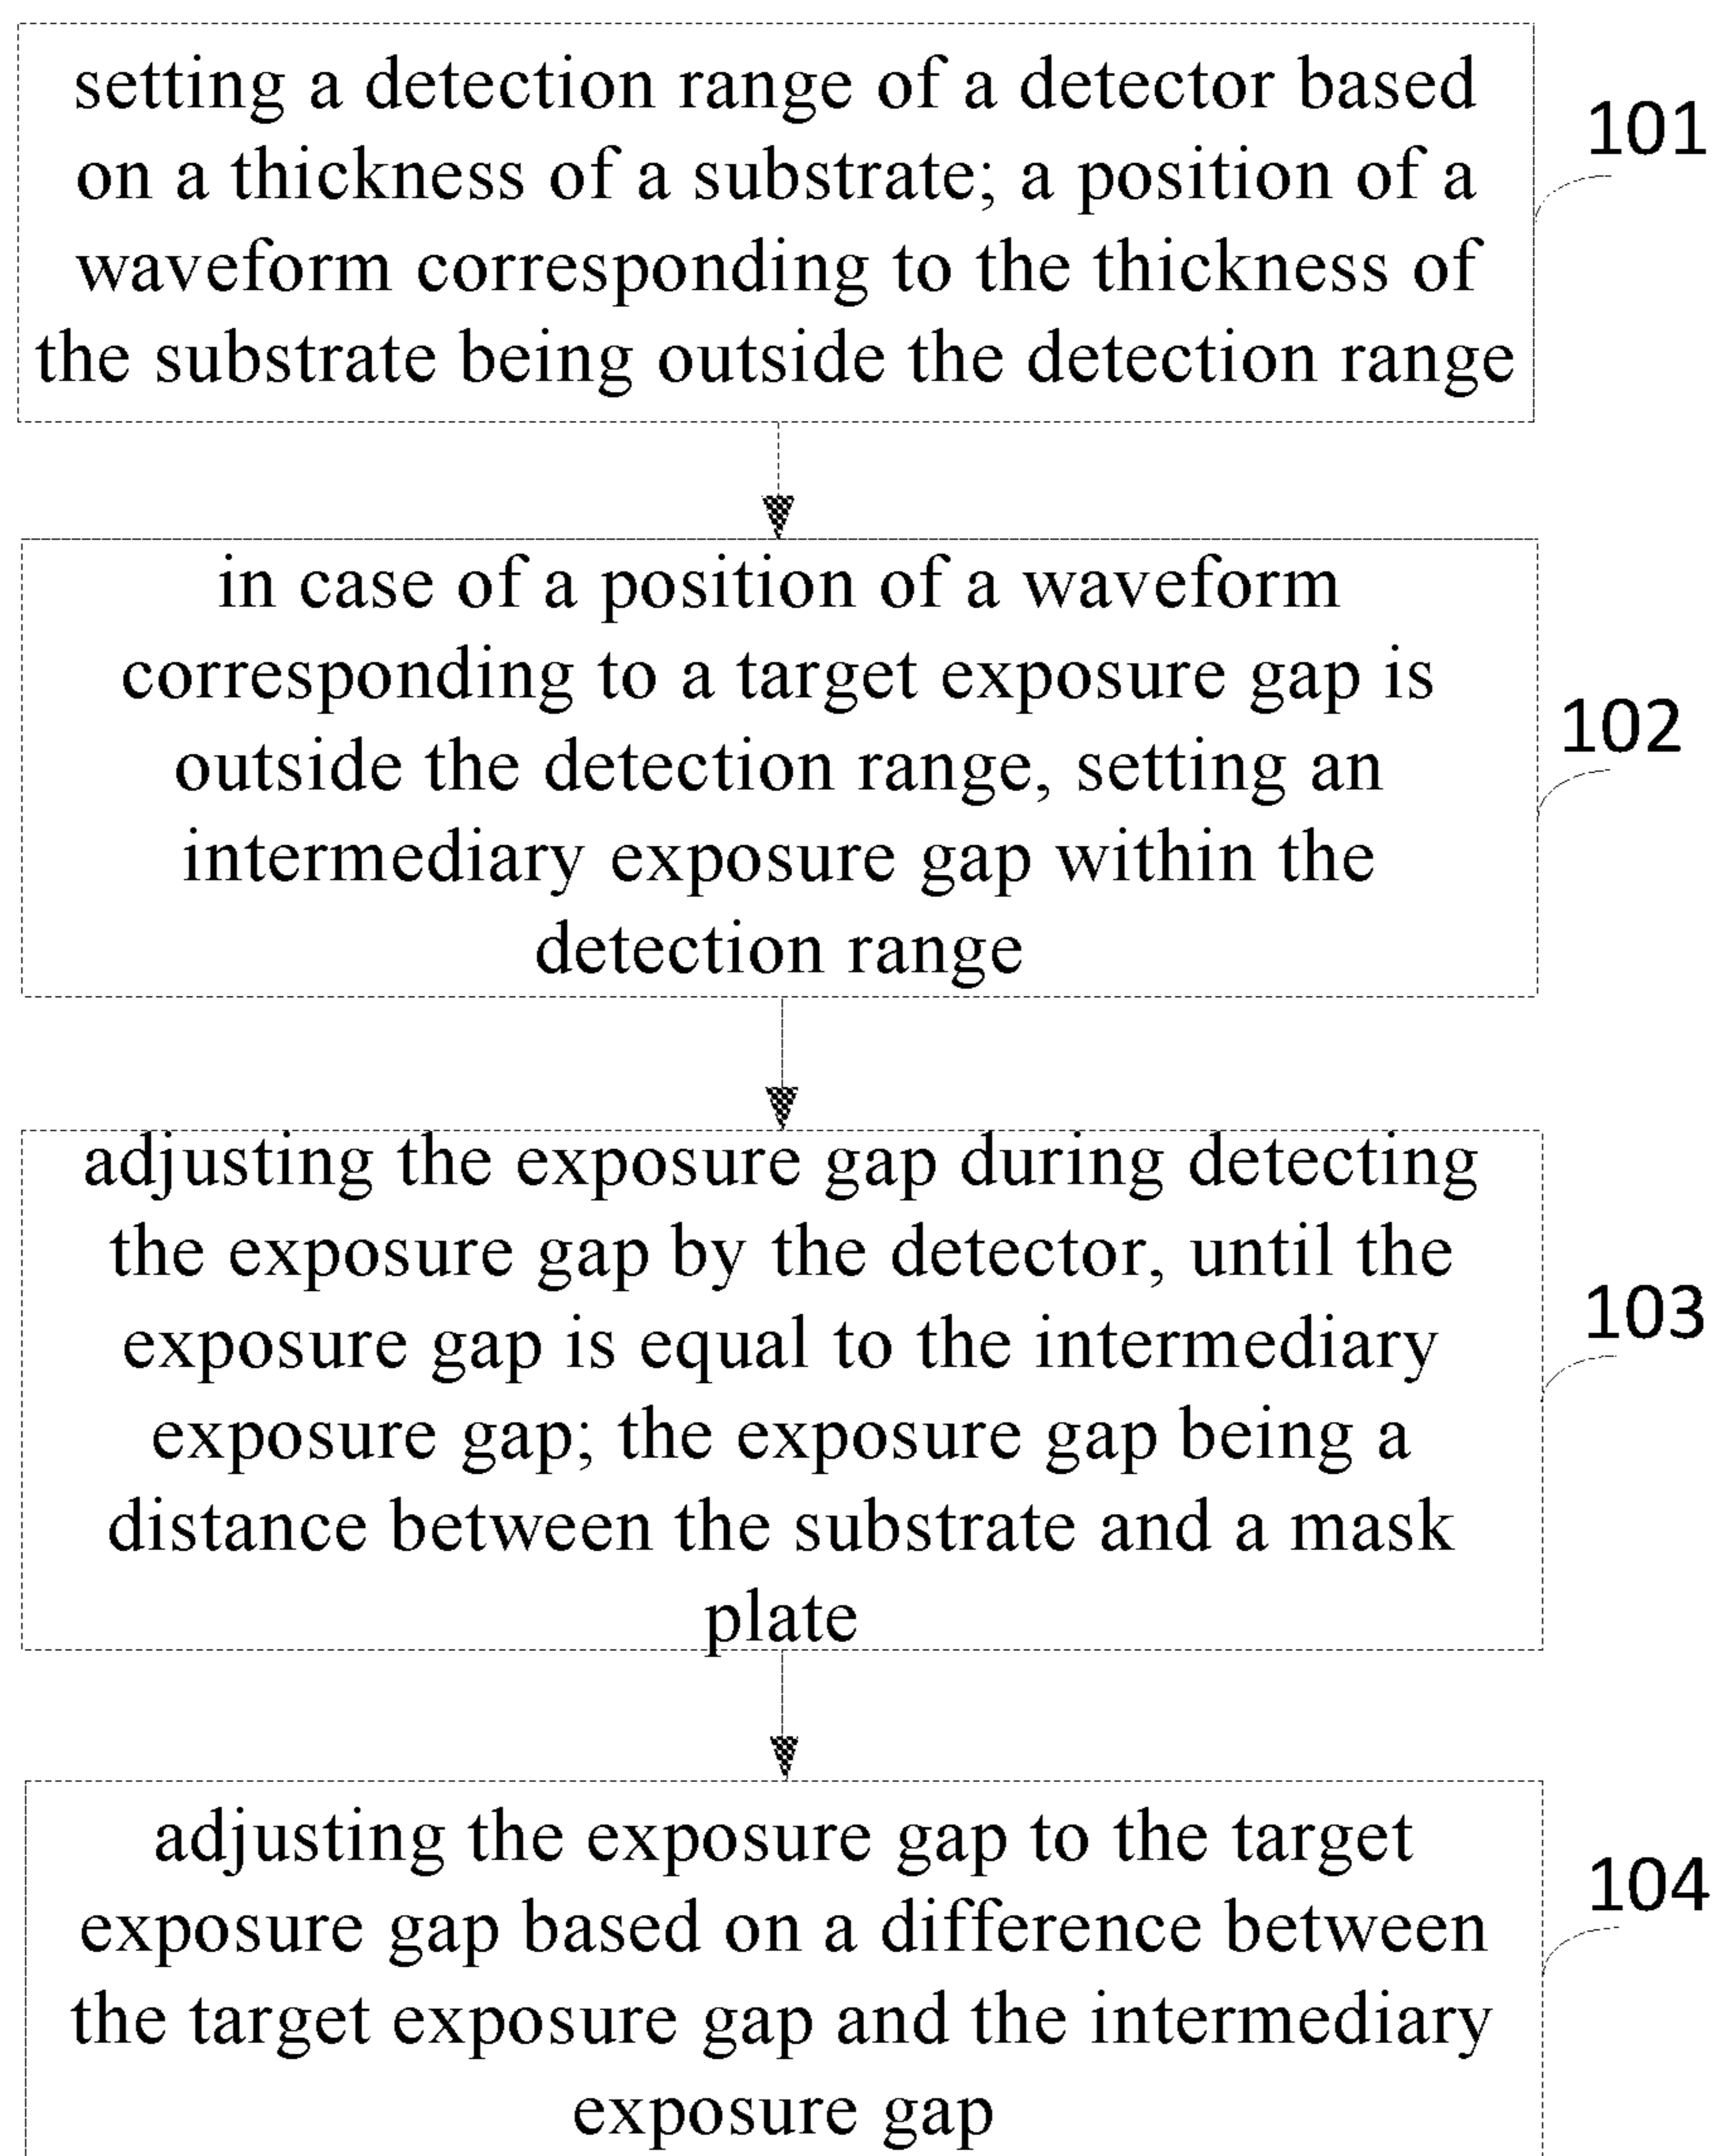 setting a detection range of a detector based
on a thickness of a substrate; a position of a
waveform corresponding to the thickness of
the substrate being outside the detection range
101
in case of a position of a waveform
corresponding to a target exposure gap is
outside the detection range, setting an
intermediary exposure gap within the
detection range
102
adjusting the exposure gap during detecting
the exposure gap by the detector, until the
exposure gap is equal to the intermediary
exposure gap; the exposure gap being a
distance between the substrate and a mask
plate
103
adjusting the exposure gap to the target
exposure gap based on a difference between
the target exposure gap and the intermediary
exposure gap
104